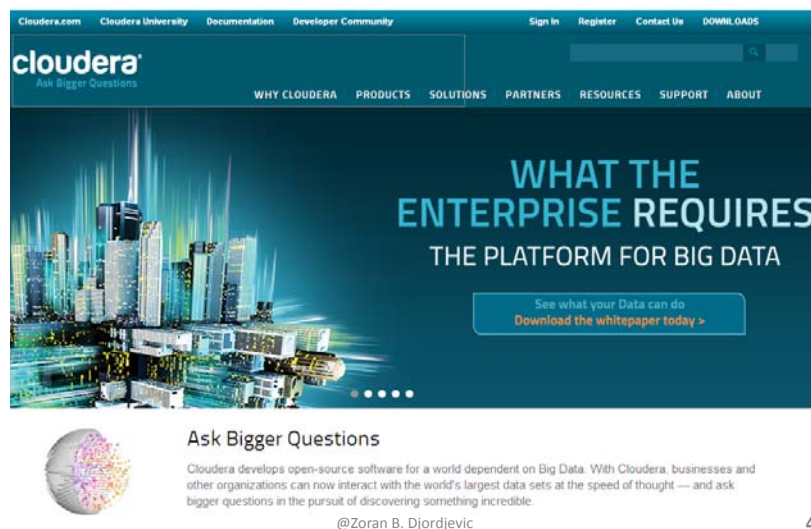 Cloudera.com Cloudera University Documentation Developer Community Sign In Register Contact Us DOWNLOADS
cloudera®
Ask Bigger Questions
WHY CLOUDERA PRODUCTS SOLUTIONS PARTNERS RESOURCES SUPPORT ABOUT
WHAT THE
ENTERPRISE REQUIRES
THE PLATFORM FOR BIG DATA
See what your Data can do
Download the whitepaper today >
Ask Bigger Questions
Cloudera develops open-source software for a world dependent on Big Data. With Cloudera, businesses and
other organizations can now interact with the world's largest data sets at the speed of thought — and ask
bigger questions in the pursuit of discovering something incredible.
@Zoran B. Djordjevic